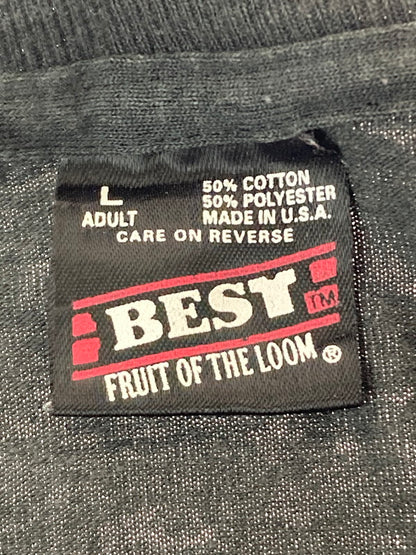 L
ADULT
50% COTTON
50% POLYESTER
MADE IN U.S.A.
CARE ON REVERSE
BEST TM
FRUIT OF THE LOOM ®